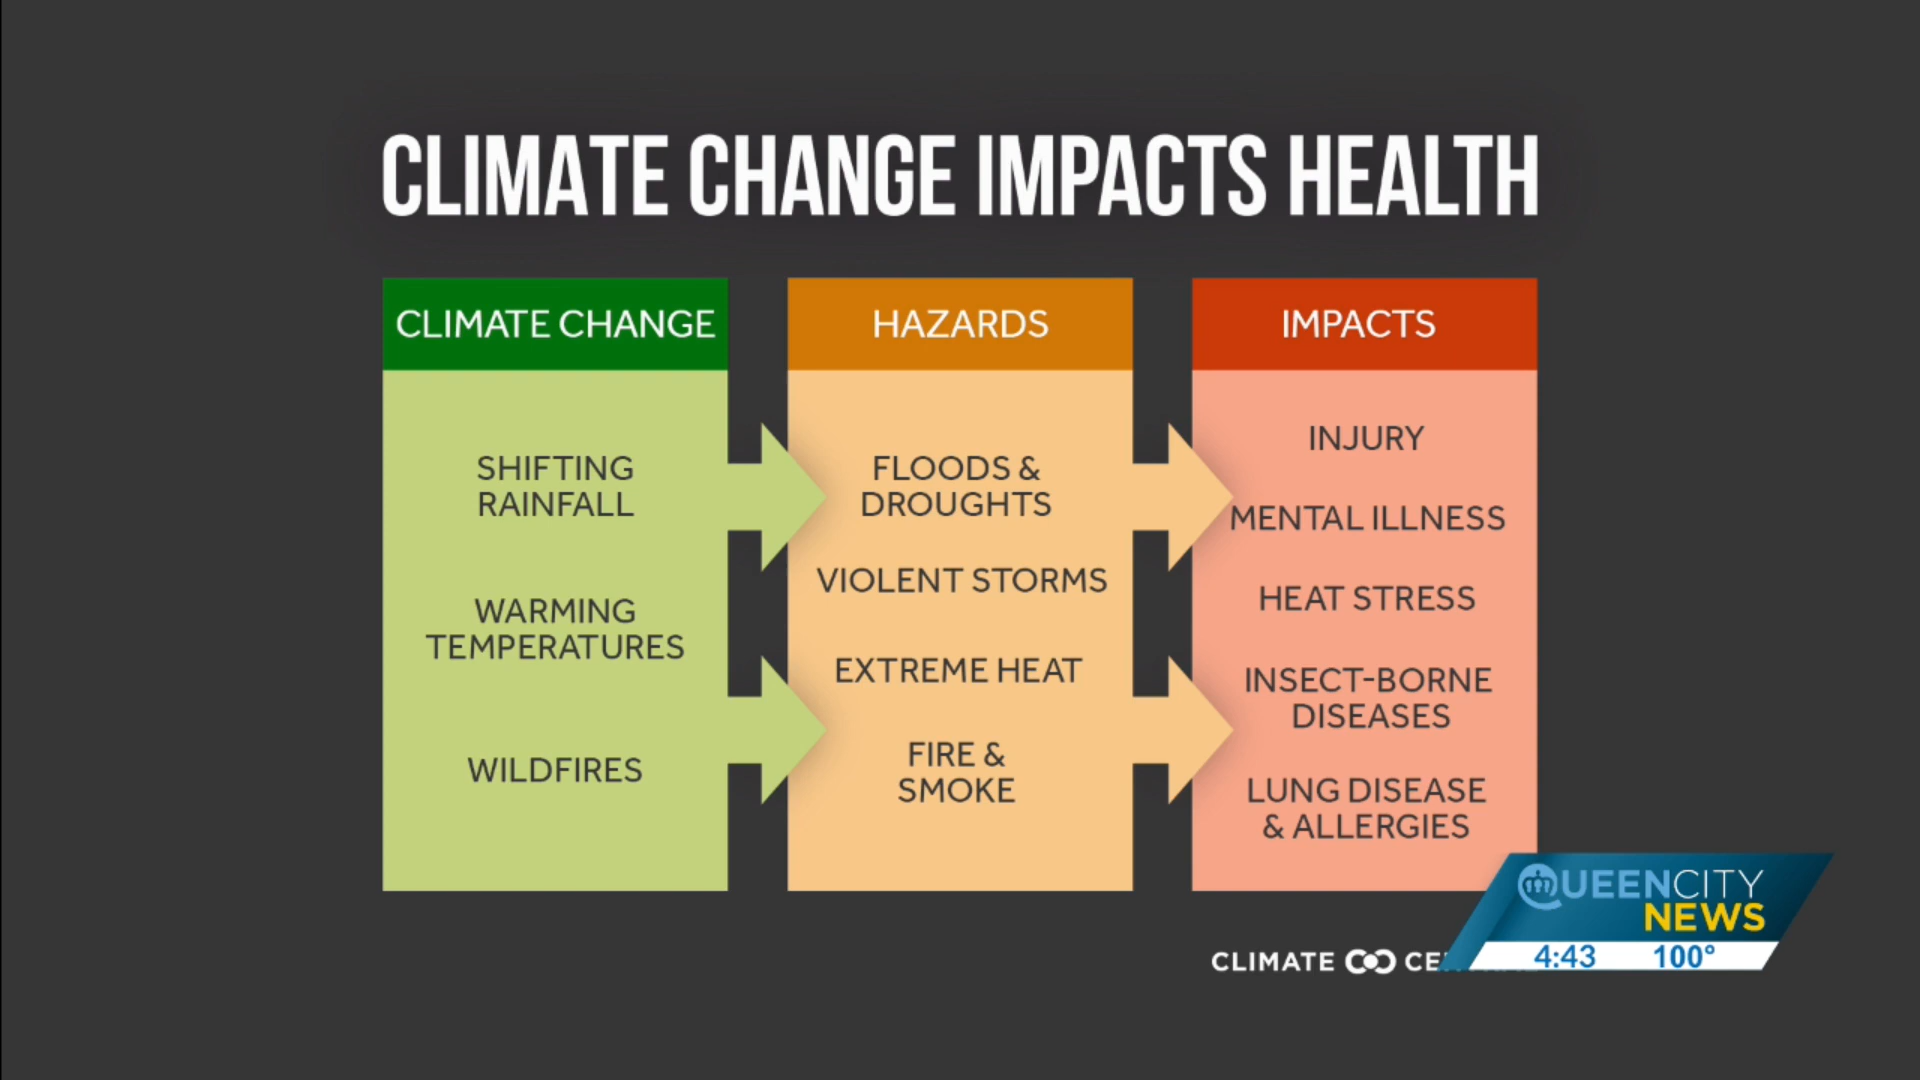 CLIMATE CHANGE IMPACTS HEALTH
CLIMATE CHANGE
SHIFTING
RAINFALL
WARMING
TEMPERATURES
WILDFIRES
HAZARDS
FLOODS &
DROUGHTS
VIOLENT STORMS
EXTREME HEAT
FIRE &
SMOKE
IMPACTS
INJURY
MENTAL ILLNESS
HEAT STRESS
INSECT-BORNE
DISEASES
LUNG DISEASE
& ALLERGIES
CLIMATE
QUEENCITY
NEWS
4:43 100°